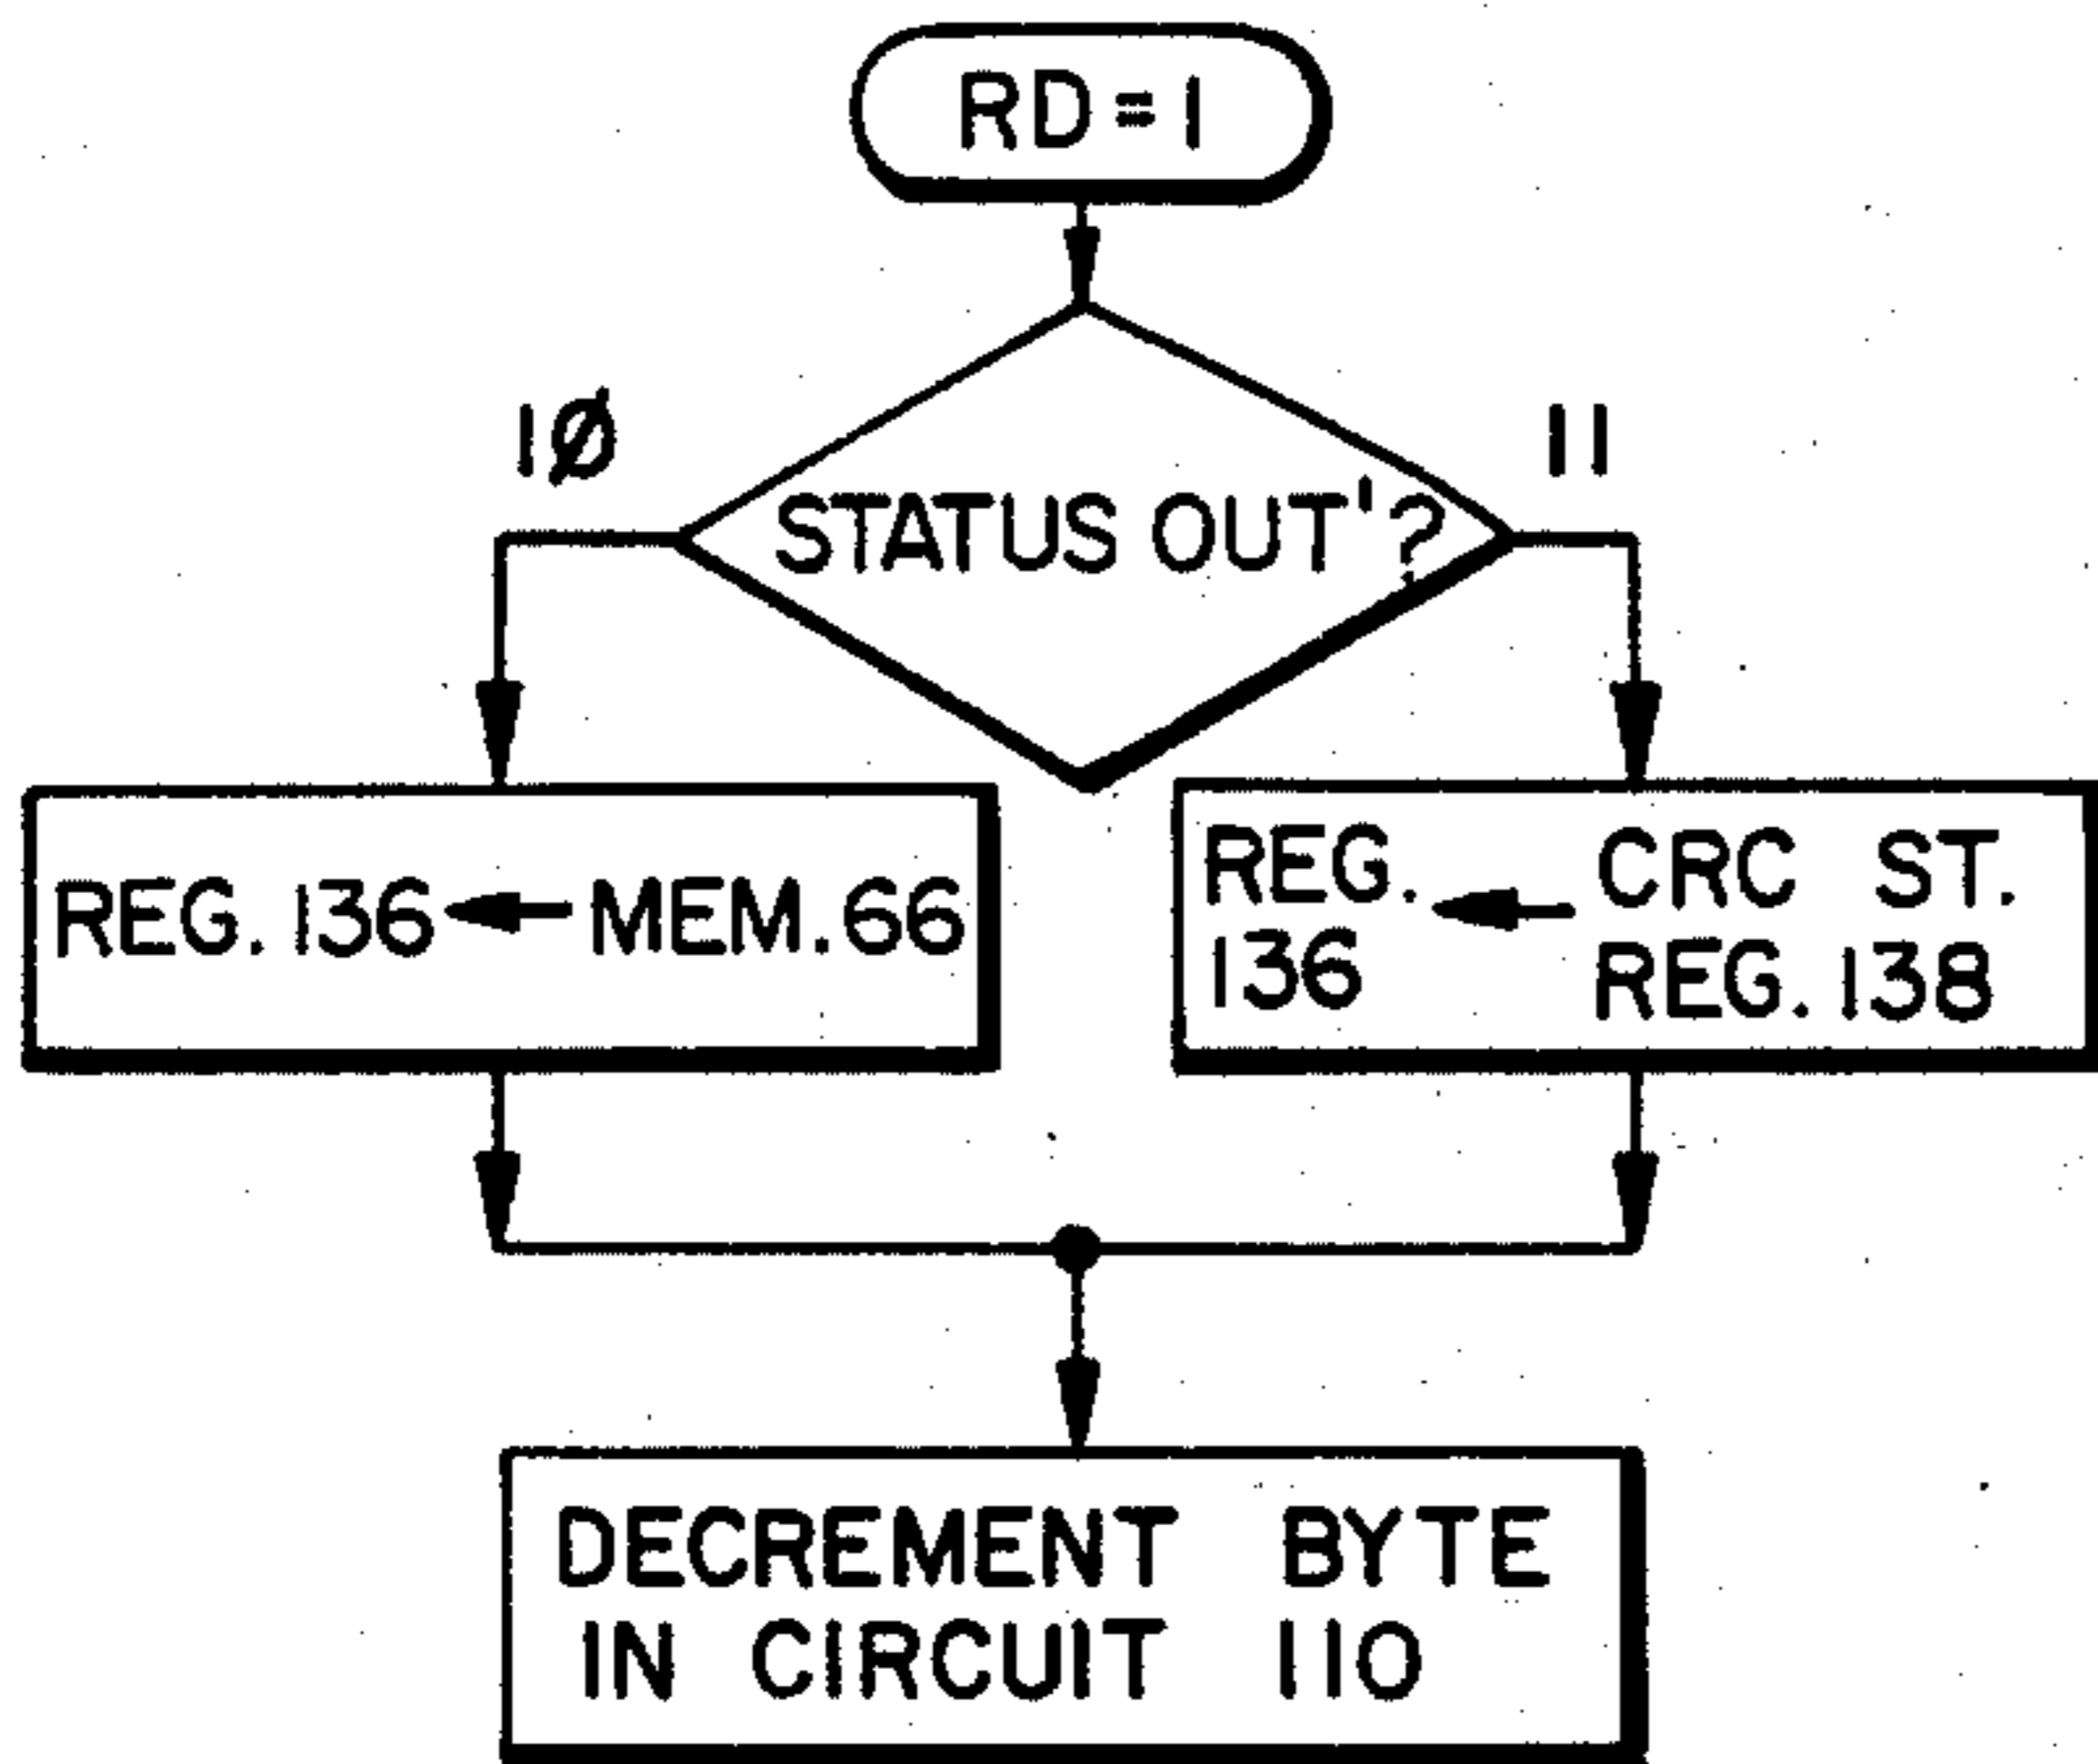 RD=1
1Ø
11
STATUS OUT'?
REG. 136 ← MEM. 66
REG. ← CRC ST.
136 REG. 138
DECREMENT BYTE
IN CIRCUIT 110